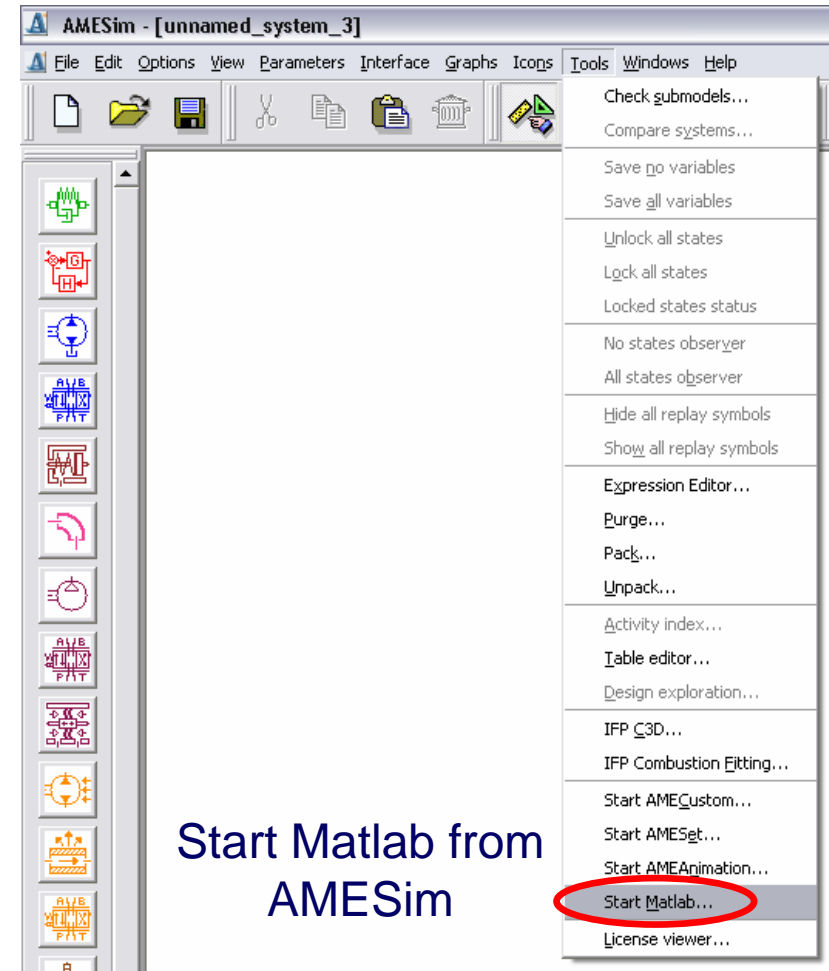 AMESim - [unnamed_system_3]
File Edit Options View Parameters Interface Graphs Icons Tools Windows Help
Check submodels...
Compare systems...
Save no variables
Save all variables
Unlock all states
Lock all states
Locked states status
No states observer
All states observer
Hide all replay symbols
Show all replay symbols
Expression Editor...
Purge...
Pack...
Unpack...
Activity index...
Table editor...
Design exploration...
IFP C3D...
IFP Combustion Fitting...
Start AMECustom...
Start AMESet...
Start AMEAnimation...
Start Matlab...
License viewer...
G
H
A B
P T
A B
P T
A B
P T
Start Matlab from
AMESim